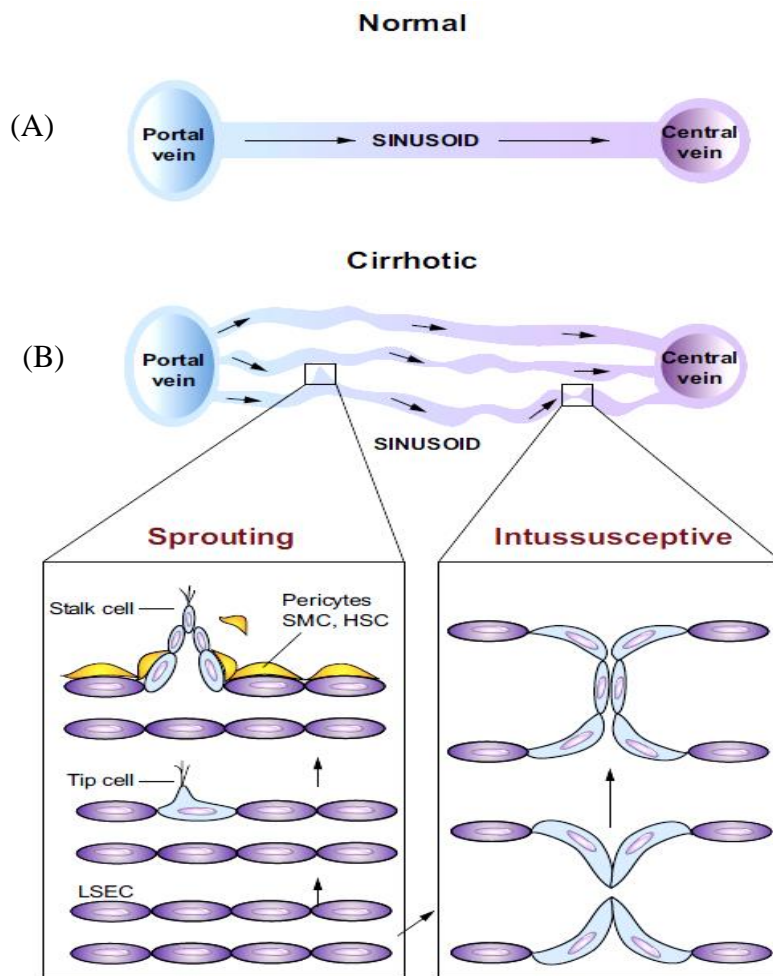 Normal
(A)
Portal
vein
SINUSOID
Central
vein
Cirrhotic
(B)
Portal
vein
Central
vein
SINUSOID
Sprouting
Stalk cell
Pericytes
SMC, HSC
Tip cell
LSEC
Intussusceptive